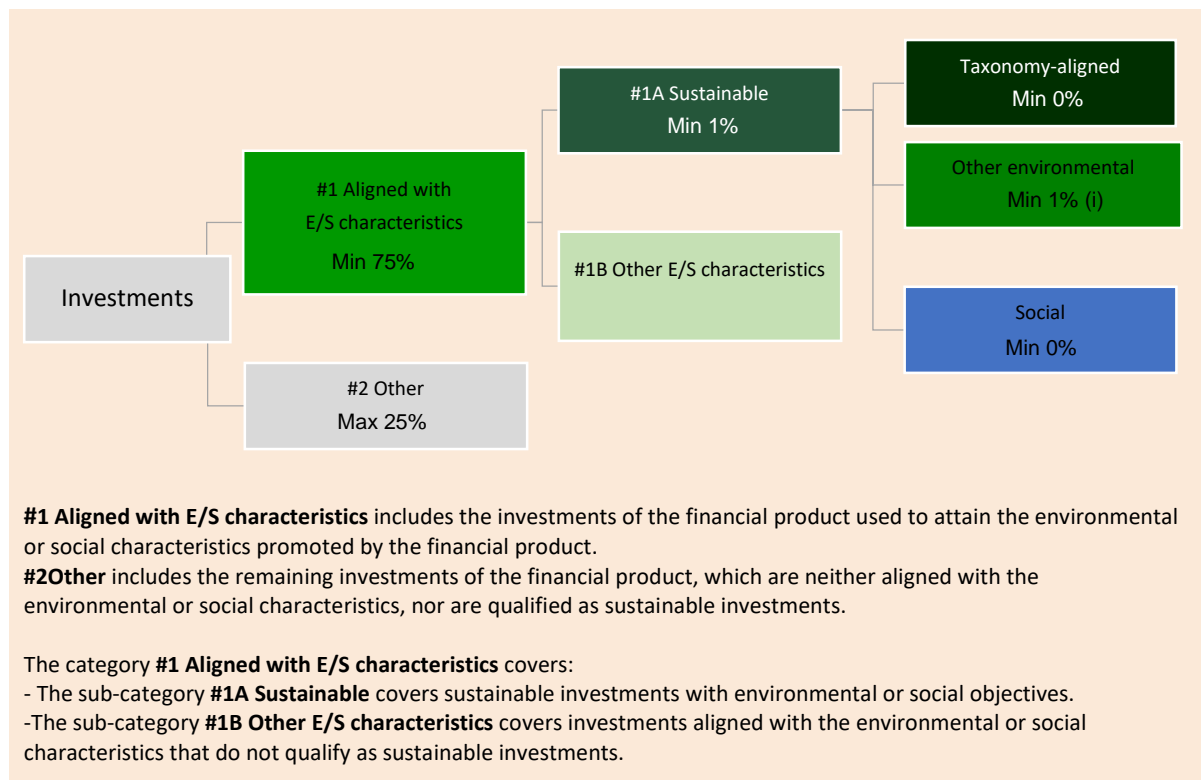 Taxonomy-aligned
Min 0%
#1A Sustainable
Min 1%
Other environmental
Min 1% (i)
#1 Aligned with
E/S characteristics
Min 75%
#1B Other E/S characteristics
Investments
Social
Min 0%
#2 Other
Max 25%
#1 Aligned with E/S characteristics includes the investments of the financial product used to attain the environmental
or social characteristics promoted by the financial product.
#2Other includes the remaining investments of the financial product, which are neither aligned with the
environmental or social characteristics, nor are qualified as sustainable investments.
The category #1 Aligned with E/S characteristics covers:
- The sub-category #1A Sustainable covers sustainable investments with environmental or social objectives.
-The sub-category #1B Other E/S characteristics covers investments aligned with the environmental or social
characteristics that do not qualify as sustainable investments.